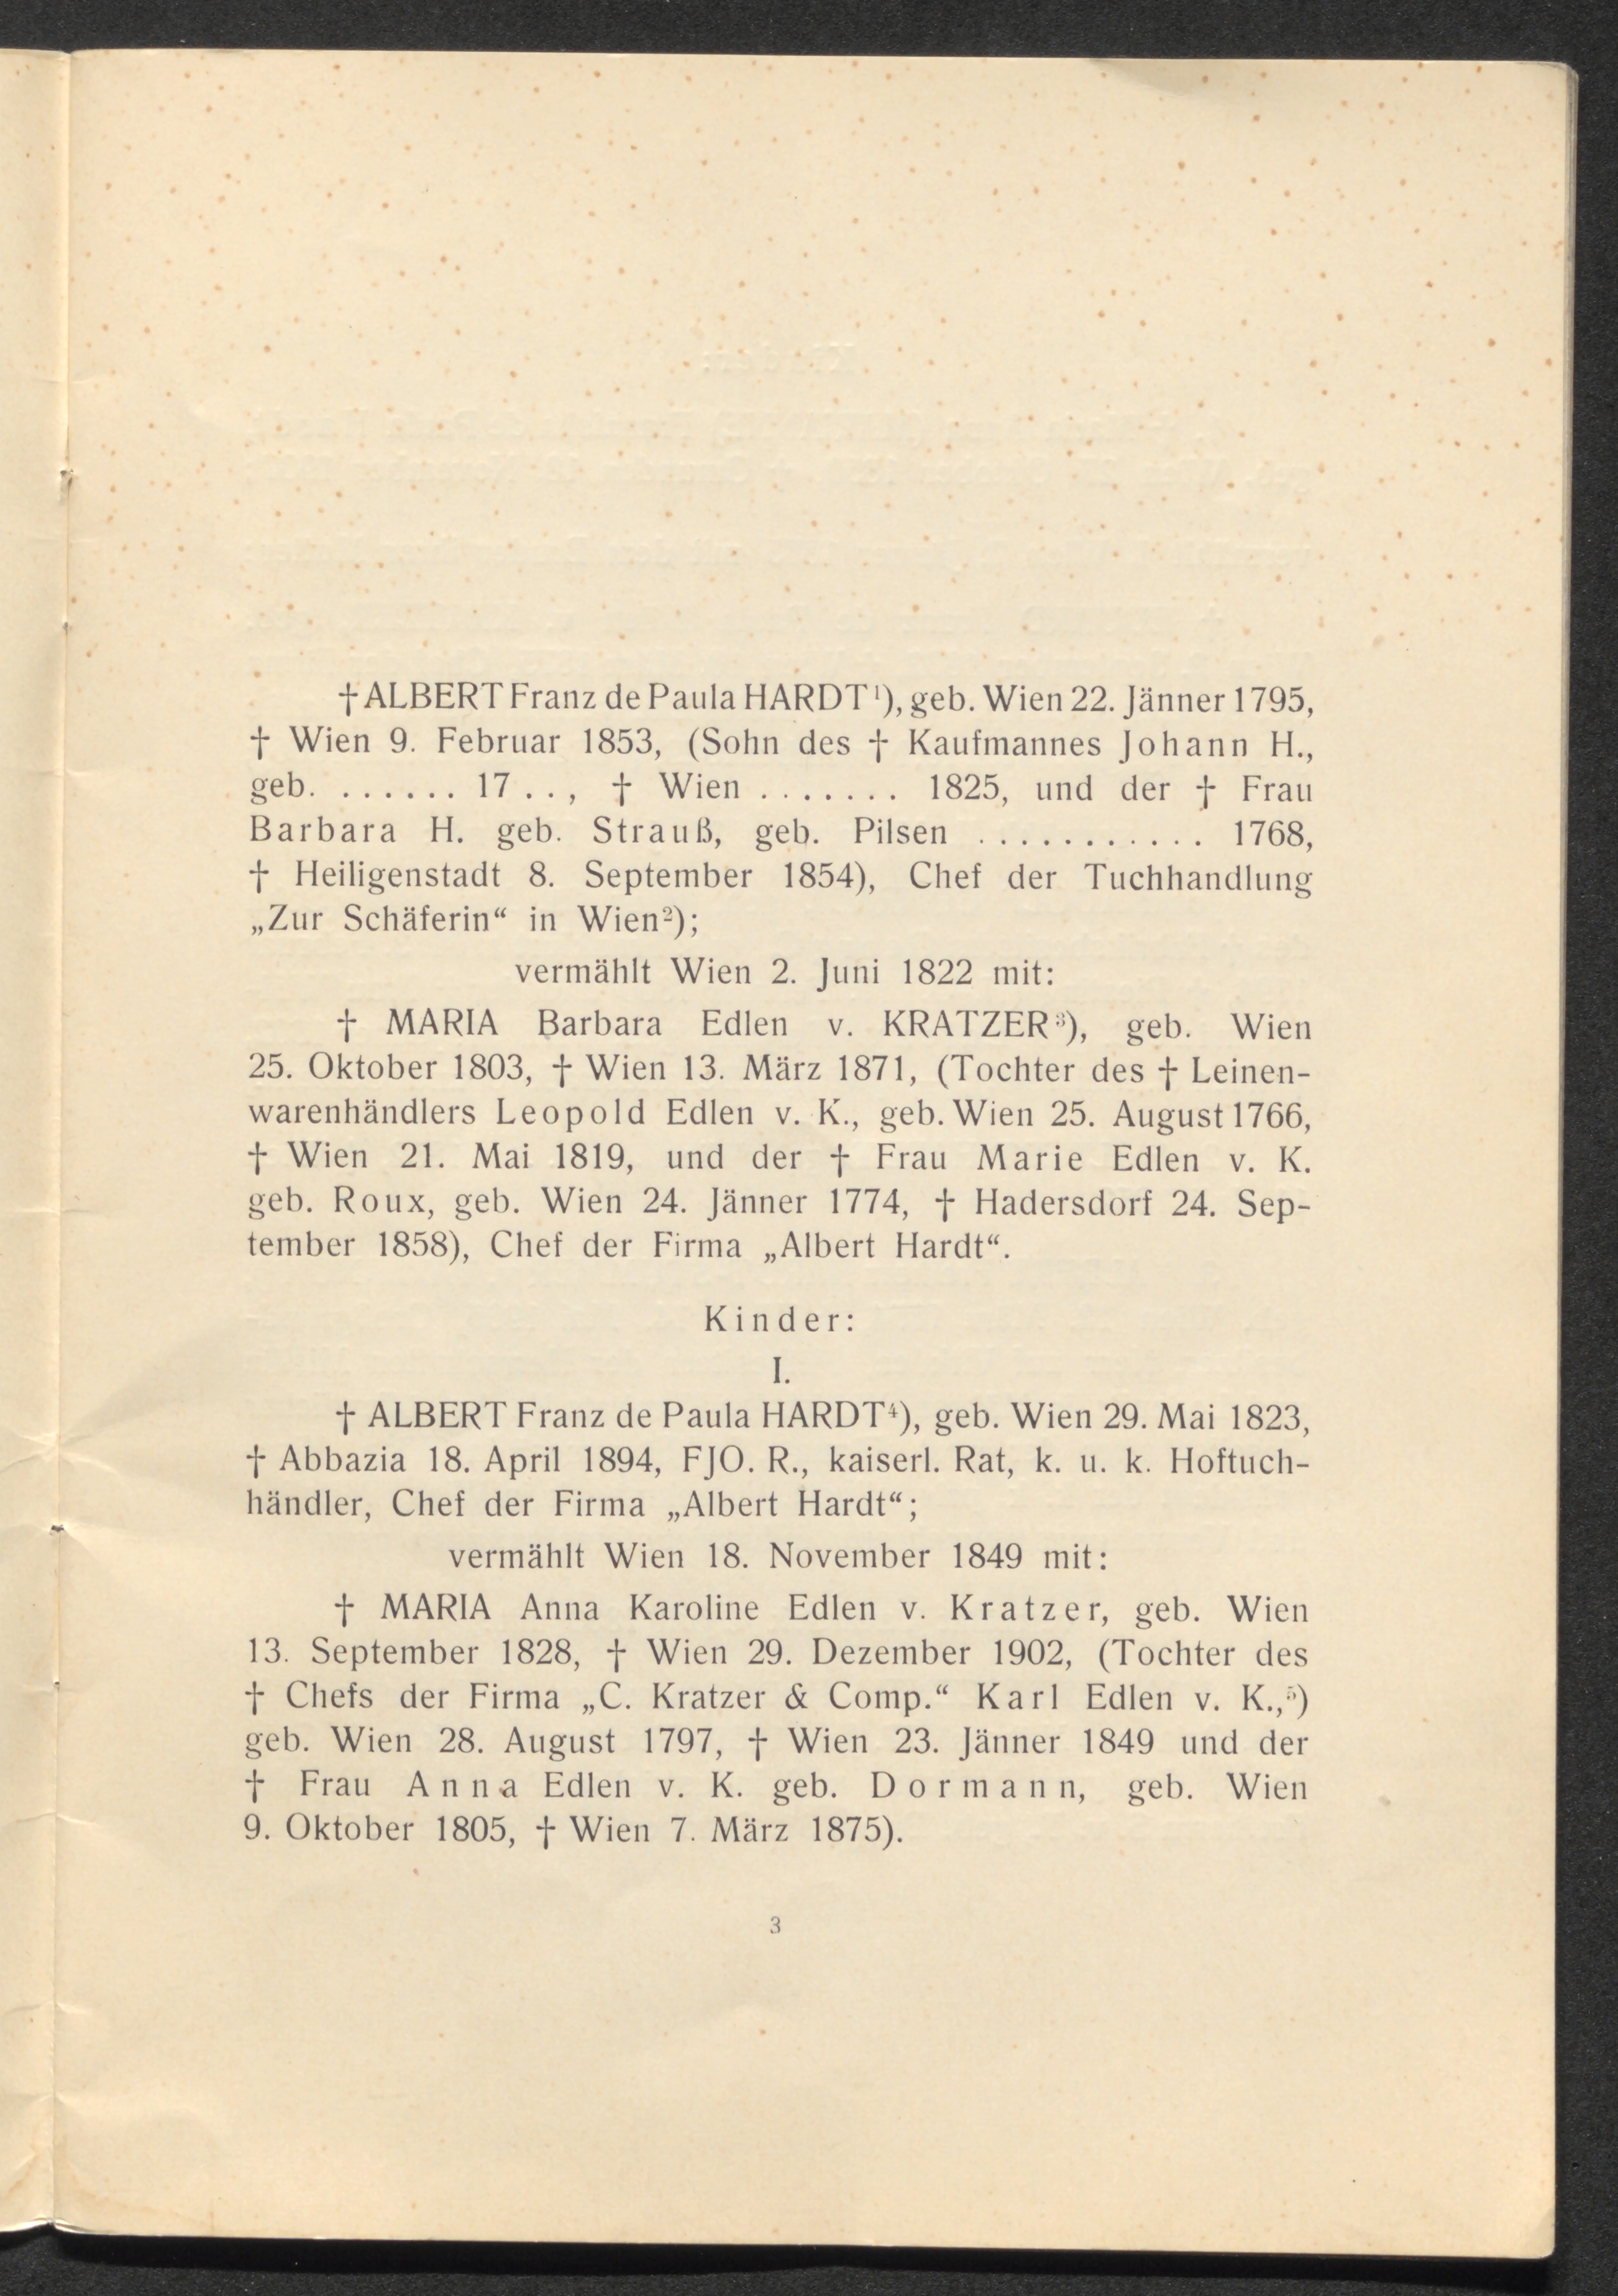 † ALBERT Franz de Paula HARDT¹), geb. Wien 22. Jänner 1795,
† Wien 9. Februar 1853, (Sohn des † Kaufmannes Johann H.,
geb. ...... 17 .., † Wien ....... 1825, und der † Frau
Barbara H. geb. Strauß, geb. Pilsen ........... 1768,
† Heiligenstadt 8. September 1854), Chef der Tuchhandlung
„Zur Schäferin“ in Wien²);
vermählt Wien 2. Juni 1822 mit:
† MARIA Barbara Edlen v. KRATZER³), geb. Wien
25. Oktober 1803, † Wien 13. März 1871, (Tochter des † Leinen-
warenhändlers Leopold Edlen v. K., geb. Wien 25. August 1766,
† Wien 21. Mai 1819, und der † Frau Marie Edlen v. K.
geb. Roux, geb. Wien 24. Jänner 1774, † Hadersdorf 24. Sep-
tember 1858), Chef der Firma „Albert Hardt“.
Kinder:
I.
† ALBERT Franz de Paula HARDT⁴), geb. Wien 29. Mai 1823,
† Abbazia 18. April 1894, FJO. R., kaiserl. Rat, k. u. k. Hoftuch-
händler, Chef der Firma „Albert Hardt“;
vermählt Wien 18. November 1849 mit:
† MARIA Anna Karoline Edlen v. Kratzer, geb. Wien
13. September 1828, † Wien 29. Dezember 1902, (Tochter des
† Chefs der Firma „C. Kratzer & Comp.“ Karl Edlen v. K.,⁵)
geb. Wien 28. August 1797, † Wien 23. Jänner 1849 und der
† Frau Anna Edlen v. K. geb. Dormann, geb. Wien
9. Oktober 1805, † Wien 7. März 1875).
3